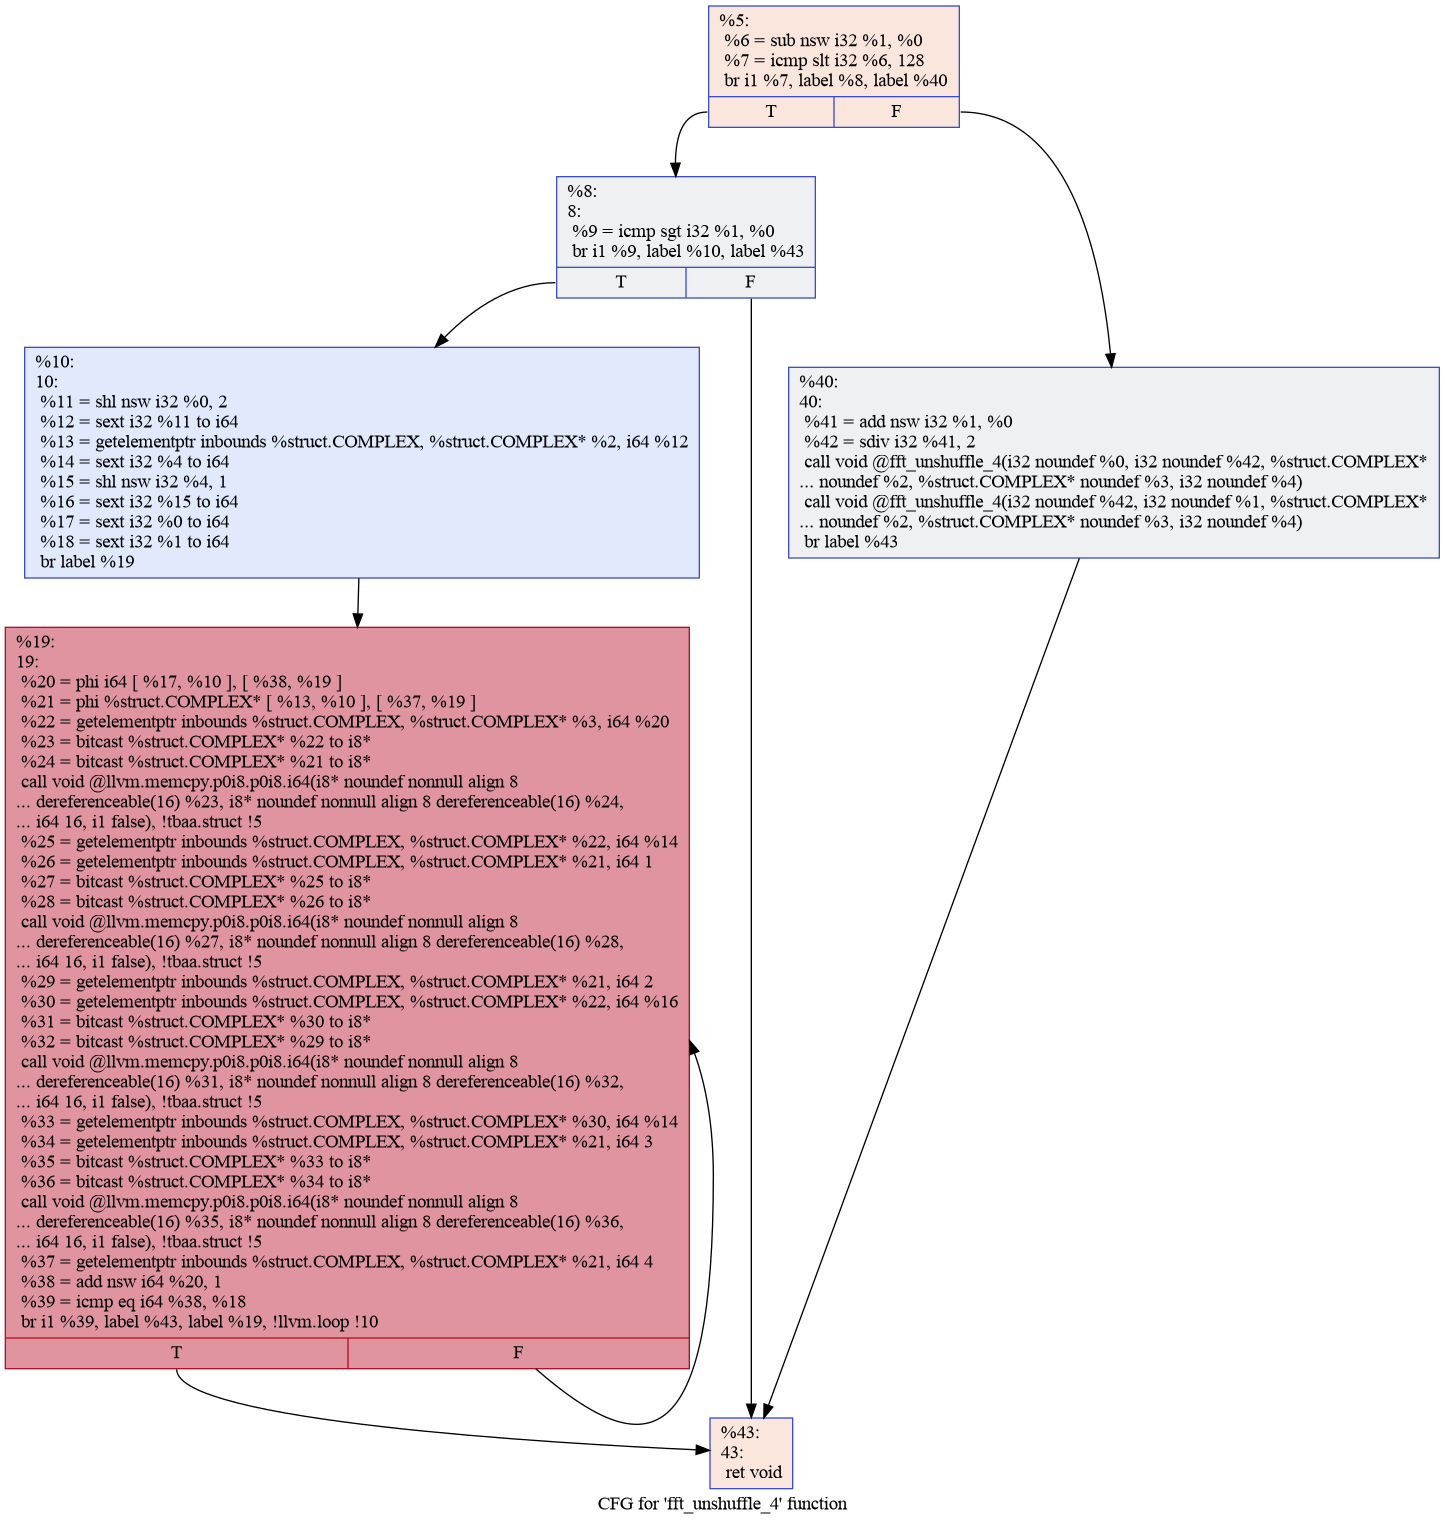 %5:
%6 = sub nsw i32 %1, %0
%7 = icmp slt i32 %6, 128
br i1 %7, label %8, label %40
T F
%8:
8:
%9 = icmp sgt i32 %1, %0
br i1 %9, label %10, label %43
T F
%10:
10:
%11 = shl nsw i32 %0, 2
%12 = sext i32 %11 to i64
%13 = getelementptr inbounds %struct.COMPLEX, %struct.COMPLEX* %2, i64 %12
%14 = sext i32 %4 to i64
%15 = shl nsw i32 %4, 1
%16 = sext i32 %15 to i64
%17 = sext i32 %0 to i64
%18 = sext i32 %1 to i64
br label %19
%40:
40:
%41 = add nsw i32 %1, %0
%42 = sdiv i32 %41, 2
call void @fft_unshuffle_4(i32 noundef %0, i32 noundef %42, %struct.COMPLEX*
... noundef %2, %struct.COMPLEX* noundef %3, i32 noundef %4)
call void @fft_unshuffle_4(i32 noundef %42, i32 noundef %1, %struct.COMPLEX*
... noundef %2, %struct.COMPLEX* noundef %3, i32 noundef %4)
br label %43
%19:
19:
%20 = phi i64 [ %17, %10 ], [ %38, %19 ]
%21 = phi %struct.COMPLEX* [ %13, %10 ], [ %37, %19 ]
%22 = getelementptr inbounds %struct.COMPLEX, %struct.COMPLEX* %3, i64 %20
%23 = bitcast %struct.COMPLEX* %22 to i8*
%24 = bitcast %struct.COMPLEX* %21 to i8*
call void @llvm.memcpy.p0i8.p0i8.i64(i8* noundef nonnull align 8
... dereferenceable(16) %23, i8* noundef nonnull align 8 dereferenceable(16) %24,
... i64 16, i1 false), !tbaa.struct !5
%25 = getelementptr inbounds %struct.COMPLEX, %struct.COMPLEX* %22, i64 %14
%26 = getelementptr inbounds %struct.COMPLEX, %struct.COMPLEX* %21, i64 1
%27 = bitcast %struct.COMPLEX* %25 to i8*
%28 = bitcast %struct.COMPLEX* %26 to i8*
call void @llvm.memcpy.p0i8.p0i8.i64(i8* noundef nonnull align 8
... dereferenceable(16) %27, i8* noundef nonnull align 8 dereferenceable(16) %28,
... i64 16, i1 false), !tbaa.struct !5
%29 = getelementptr inbounds %struct.COMPLEX, %struct.COMPLEX* %21, i64 2
%30 = getelementptr inbounds %struct.COMPLEX, %struct.COMPLEX* %22, i64 %16
%31 = bitcast %struct.COMPLEX* %30 to i8*
%32 = bitcast %struct.COMPLEX* %29 to i8*
call void @llvm.memcpy.p0i8.p0i8.i64(i8* noundef nonnull align 8
... dereferenceable(16) %31, i8* noundef nonnull align 8 dereferenceable(16) %32,
... i64 16, i1 false), !tbaa.struct !5
%33 = getelementptr inbounds %struct.COMPLEX, %struct.COMPLEX* %30, i64 %14
%34 = getelementptr inbounds %struct.COMPLEX, %struct.COMPLEX* %21, i64 3
%35 = bitcast %struct.COMPLEX* %33 to i8*
%36 = bitcast %struct.COMPLEX* %34 to i8*
call void @llvm.memcpy.p0i8.p0i8.i64(i8* noundef nonnull align 8
... dereferenceable(16) %35, i8* noundef nonnull align 8 dereferenceable(16) %36,
... i64 16, i1 false), !tbaa.struct !5
%37 = getelementptr inbounds %struct.COMPLEX, %struct.COMPLEX* %21, i64 4
%38 = add nsw i64 %20, 1
%39 = icmp eq i64 %38, %18
br i1 %39, label %43, label %19, !llvm.loop !10
T F
%43:
43:
ret void
CFG for 'fft_unshuffle_4' function